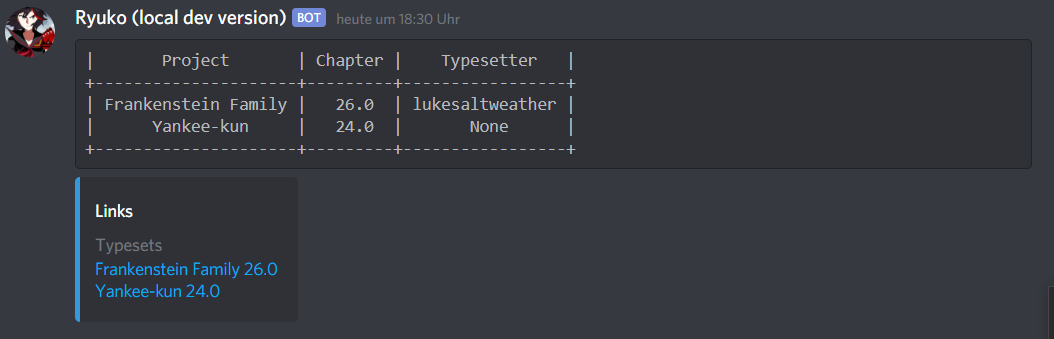 Ryuko (local dev version) BOT heute um 18:30 Uhr
|       Project       | Chapter |    Typesetter   |
+---------------------+---------+-----------------+
| Frankenstein Family |   26.0  | lukesaltweather |
|      Yankee-kun     |   24.0  |       None      |
+---------------------+---------+-----------------+
Links
Typesets
Frankenstein Family 26.0
Yankee-kun 24.0